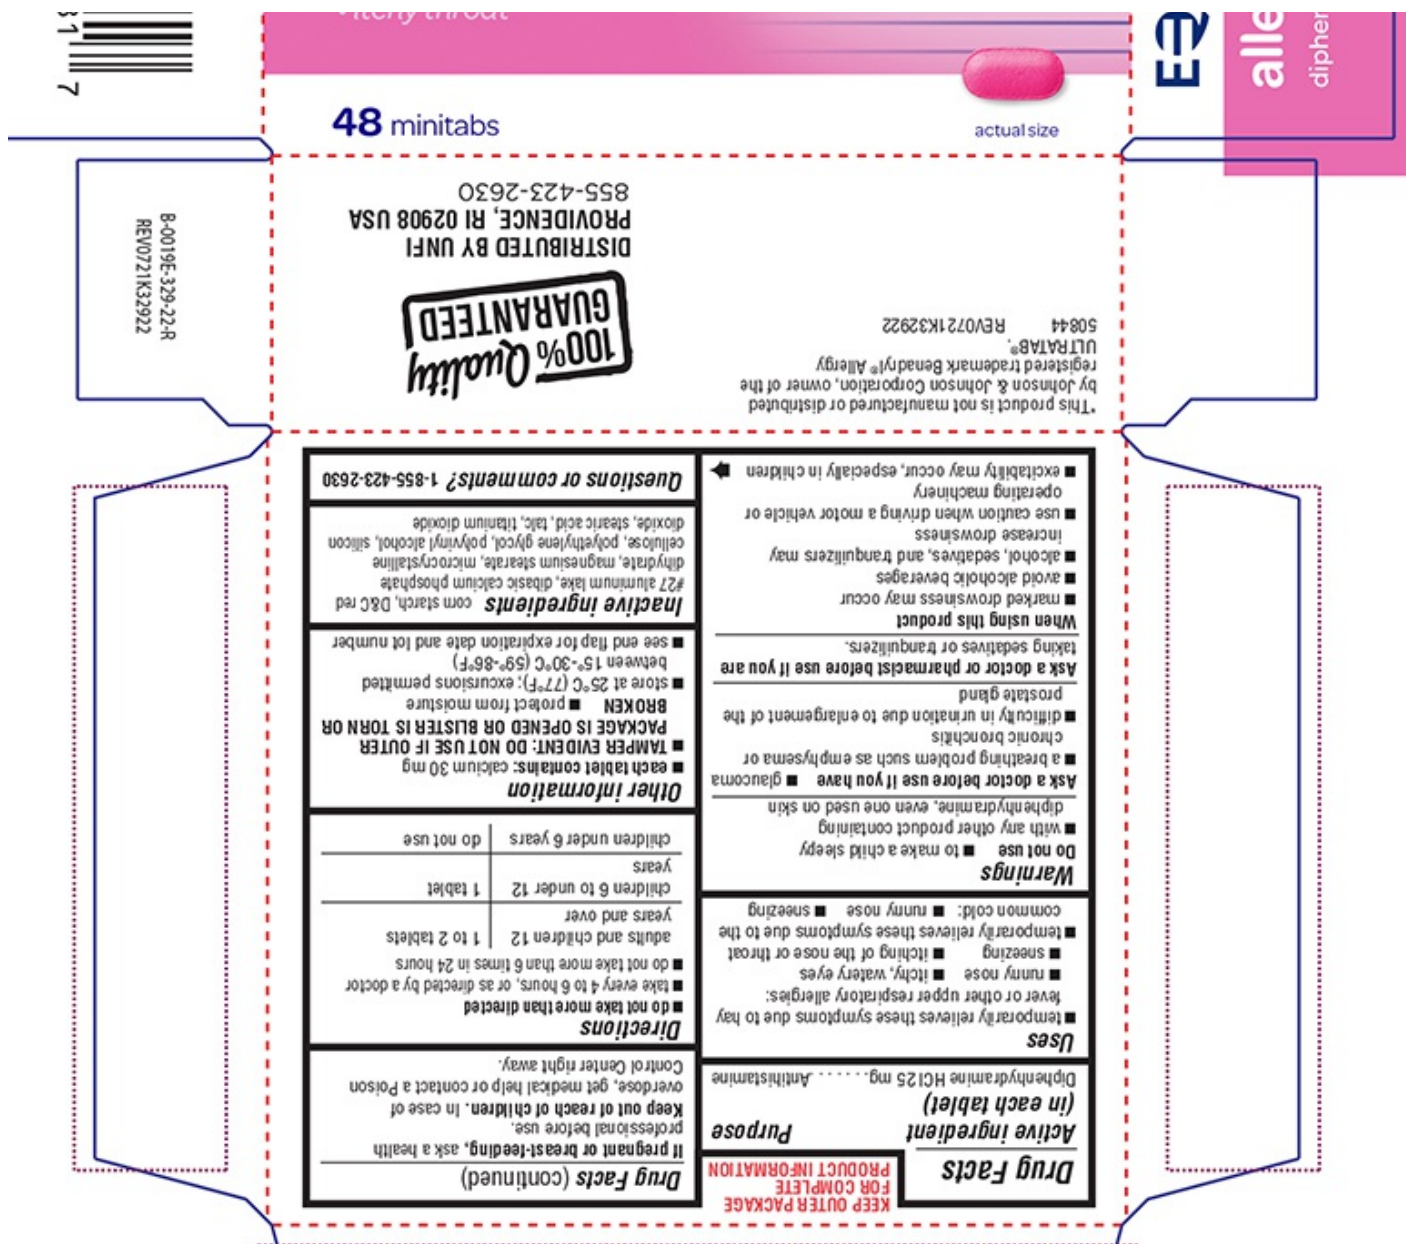 • itchy throat
48 minitabs
actual size
31
7
EQ
alle
diphen
B-0019E-329-22-R
REV0721K32922
KEEP OUTER PACKAGE
FOR COMPLETE
PRODUCT INFORMATION
Drug Facts
Active ingredient Purpose
(in each tablet)
Diphenhydramine HCl 25 mg. . . . . . Antihistamine
Uses
■ temporarily relieves these symptoms due to hay
fever or other upper respiratory allergies:
■ runny nose ■ itchy, watery eyes
■ sneezing ■ itching of the nose or throat
■ temporarily relieves these symptoms due to the
common cold: ■ runny nose ■ sneezing
Warnings
Do not use ■ to make a child sleepy
■ with any other product containing
diphenhydramine, even one used on skin
Ask a doctor before use if you have ■ glaucoma
■ a breathing problem such as emphysema or
chronic bronchitis
■ difficulty in urination due to enlargement of the
prostate gland
Ask a doctor or pharmacist before use if you are
taking sedatives or tranquilizers.
When using this product
■ marked drowsiness may occur
■ avoid alcoholic beverages
■ alcohol, sedatives, and tranquilizers may
increase drowsiness
■ use caution when driving a motor vehicle or
operating machinery
■ excitability may occur, especially in children
Drug Facts (continued)
If pregnant or breast-feeding, ask a health
professional before use.
Keep out of reach of children. In case of
overdose, get medical help or contact a Poison
Control Center right away.
Directions
■ do not take more than directed
■ take every 4 to 6 hours, or as directed by a doctor
■ do not take more than 6 times in 24 hours
adults and children 12 1 to 2 tablets
years and over
children 6 to under 12 1 tablet
years
children under 6 years do not use
Other information
■ each tablet contains: calcium 30 mg
■ TAMPER EVIDENT: DO NOT USE IF OUTER
PACKAGE IS OPENED OR BLISTER IS TORN OR
BROKEN ■ protect from moisture
■ store at 25°C (77°F); excursions permitted
between 15°-30°C (59°-86°F)
■ see end flap for expiration date and lot number
Inactive ingredients corn starch, D&C red
#27 aluminum lake, dibasic calcium phosphate
dihydrate, magnesium stearate, microcrystalline
cellulose, polyethylene glycol, polyvinyl alcohol, silicon
dioxide, stearic acid, talc, titanium dioxide
Questions or comments? 1-855-423-2630
*This product is not manufactured or distributed
by Johnson & Johnson Corporation, owner of the
registered trademark Benadryl® Allergy
ULTRATAB®.
50844 REV0721K32922
100% Quality
GUARANTEED
DISTRIBUTED BY UNFI
PROVIDENCE, RI 02908 USA
855-423-2630